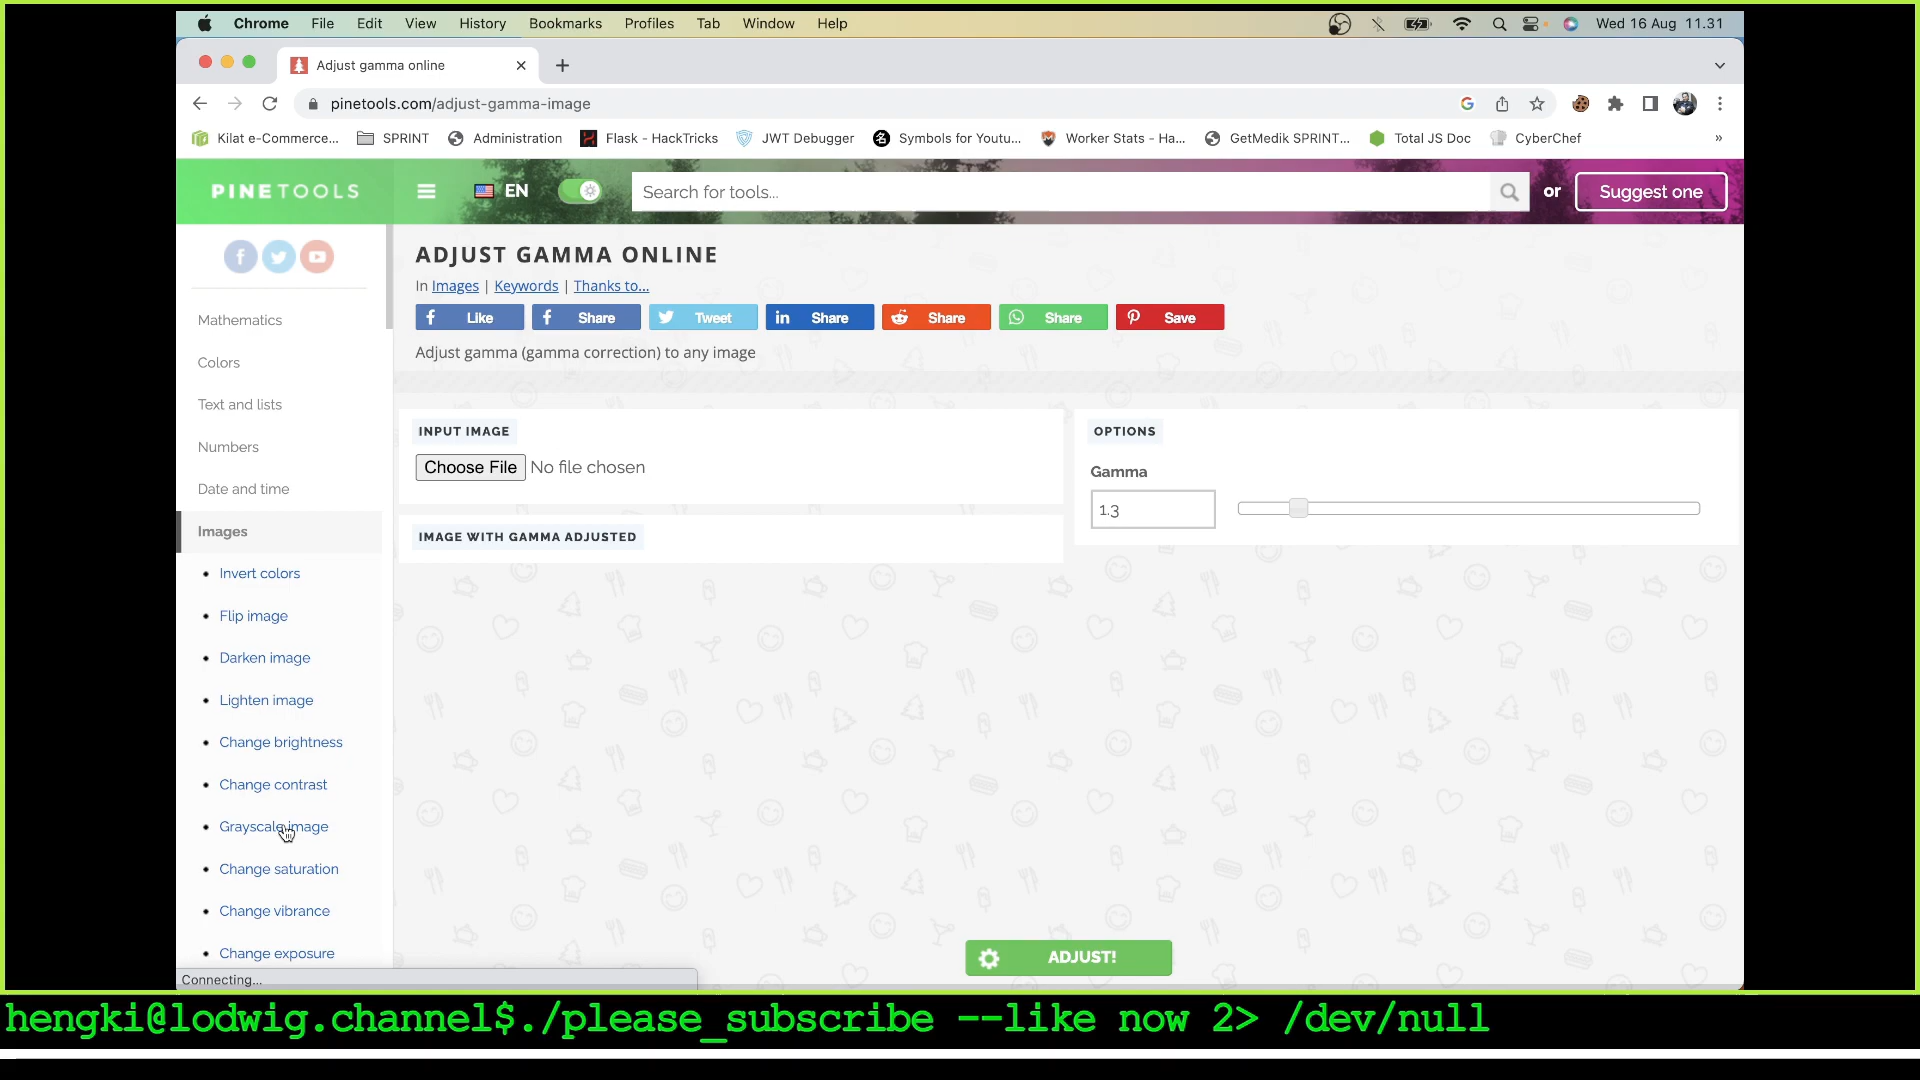 Chrome File Edit View History Bookmarks Profiles Tab Window Help Wed 16 Aug 11.31
Adjust gamma online
pinetools.com/adjust-gamma-image
Kilat e-Commerce... SPRINT Administration Flask - HackTricks JWT Debugger Symbols for Youtu... Worker Stats - Ha... GetMedik SPRINT... Total JS Doc CyberChef »
PINETOOLS EN Search for tools... or Suggest one
ADJUST GAMMA ONLINE
In Images | Keywords | Thanks to...
Like Share Tweet Share Share Share Save
Adjust gamma (gamma correction) to any image
Mathematics
Colors
Text and lists
Numbers
Date and time
Images
Invert colors
Flip image
Darken image
Lighten image
Change brightness
Change contrast
Grayscale image
Change saturation
Change vibrance
Change exposure
Connecting...
INPUT IMAGE
Choose File No file chosen
IMAGE WITH GAMMA ADJUSTED
OPTIONS
Gamma
1.3
ADJUST!
hengki@lodwig.channel$./please_subscribe --like now 2> /dev/null